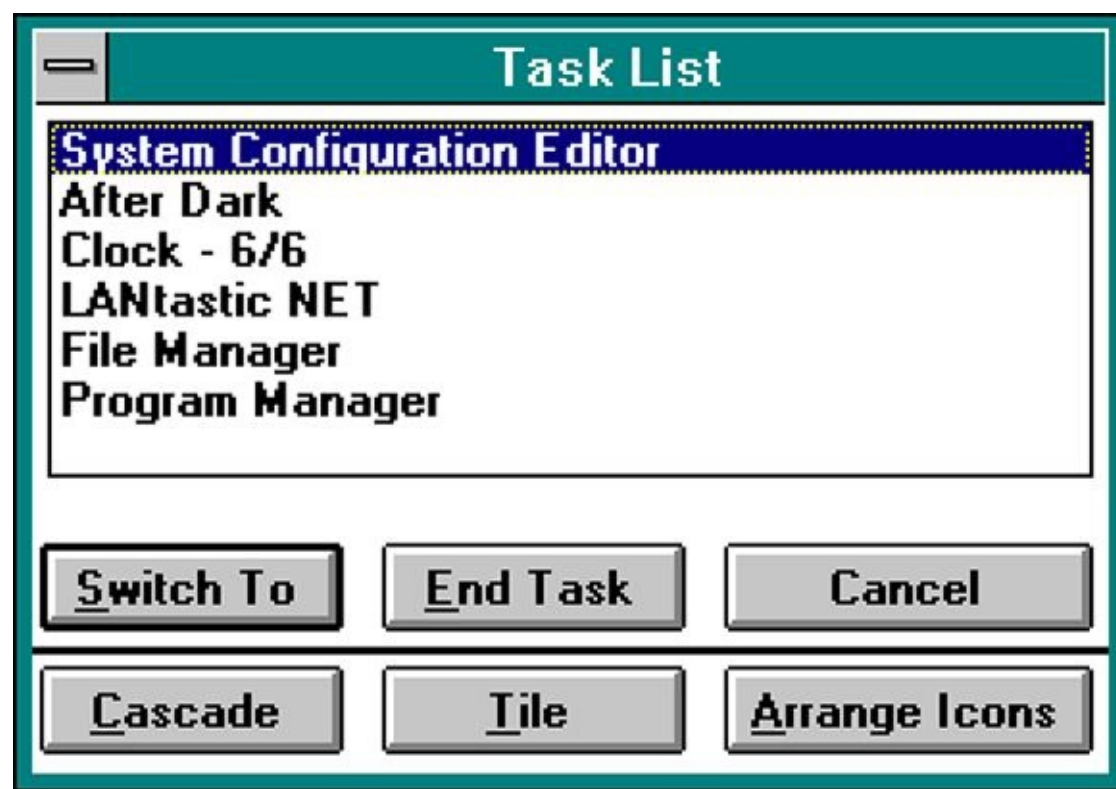 Task List
System Configuration Editor
After Dark
Clock - 6/6
LANtastic NET
File Manager
Program Manager
Switch To End Task Cancel
Cascade Tile Arrange Icons